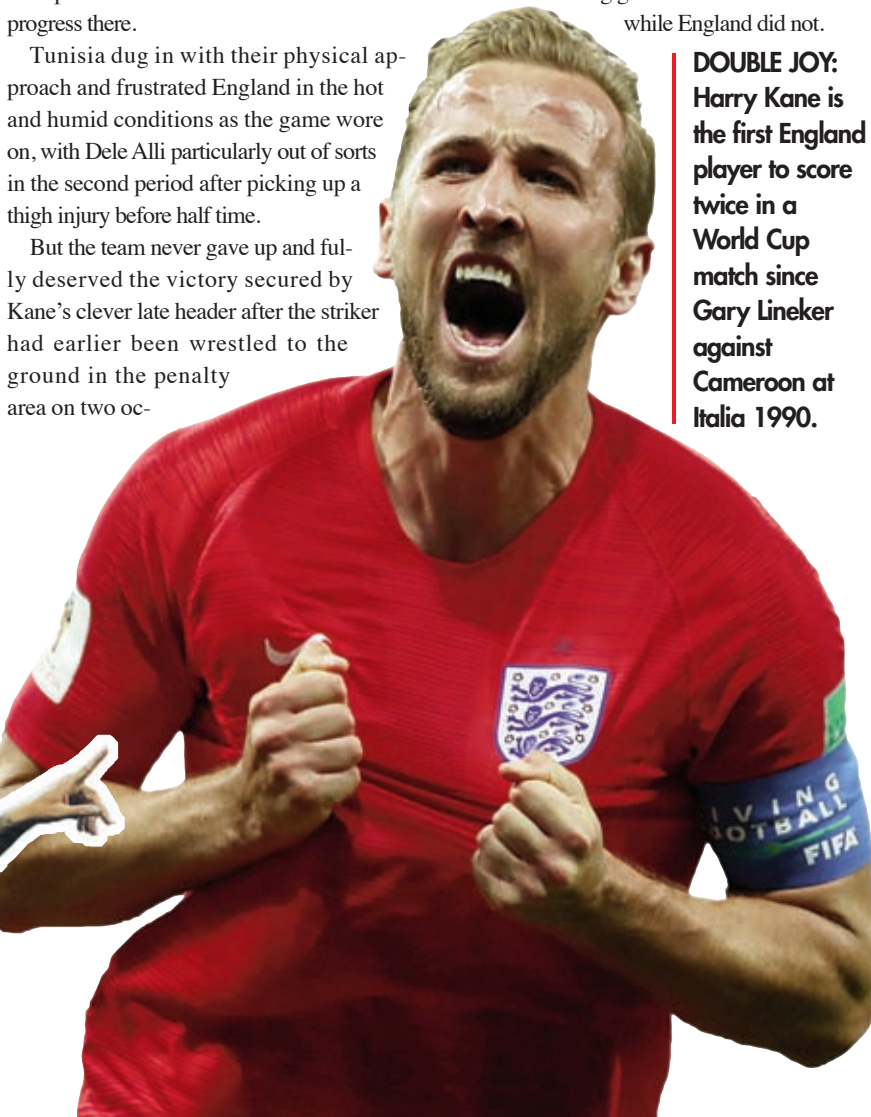 progress there.
Tunisia dug in with their physical ap-
proach and frustrated England in the hot
and humid conditions as the game wore
on, with Dele Alli particularly out of sorts
in the second period after picking up a
thigh injury before half time.
But the team never gave up and ful-
ly deserved the victory secured by
Kane’s clever late header after the striker
had earlier been wrestled to the
ground in the penalty
area on two oc-
while England did not.
DOUBLE JOY:
Harry Kane is
the first England
player to score
twice in a
World Cup
match since
Gary Lineker
against
Cameroon at
Italia 1990.
IVING
OTBALL
FIFA